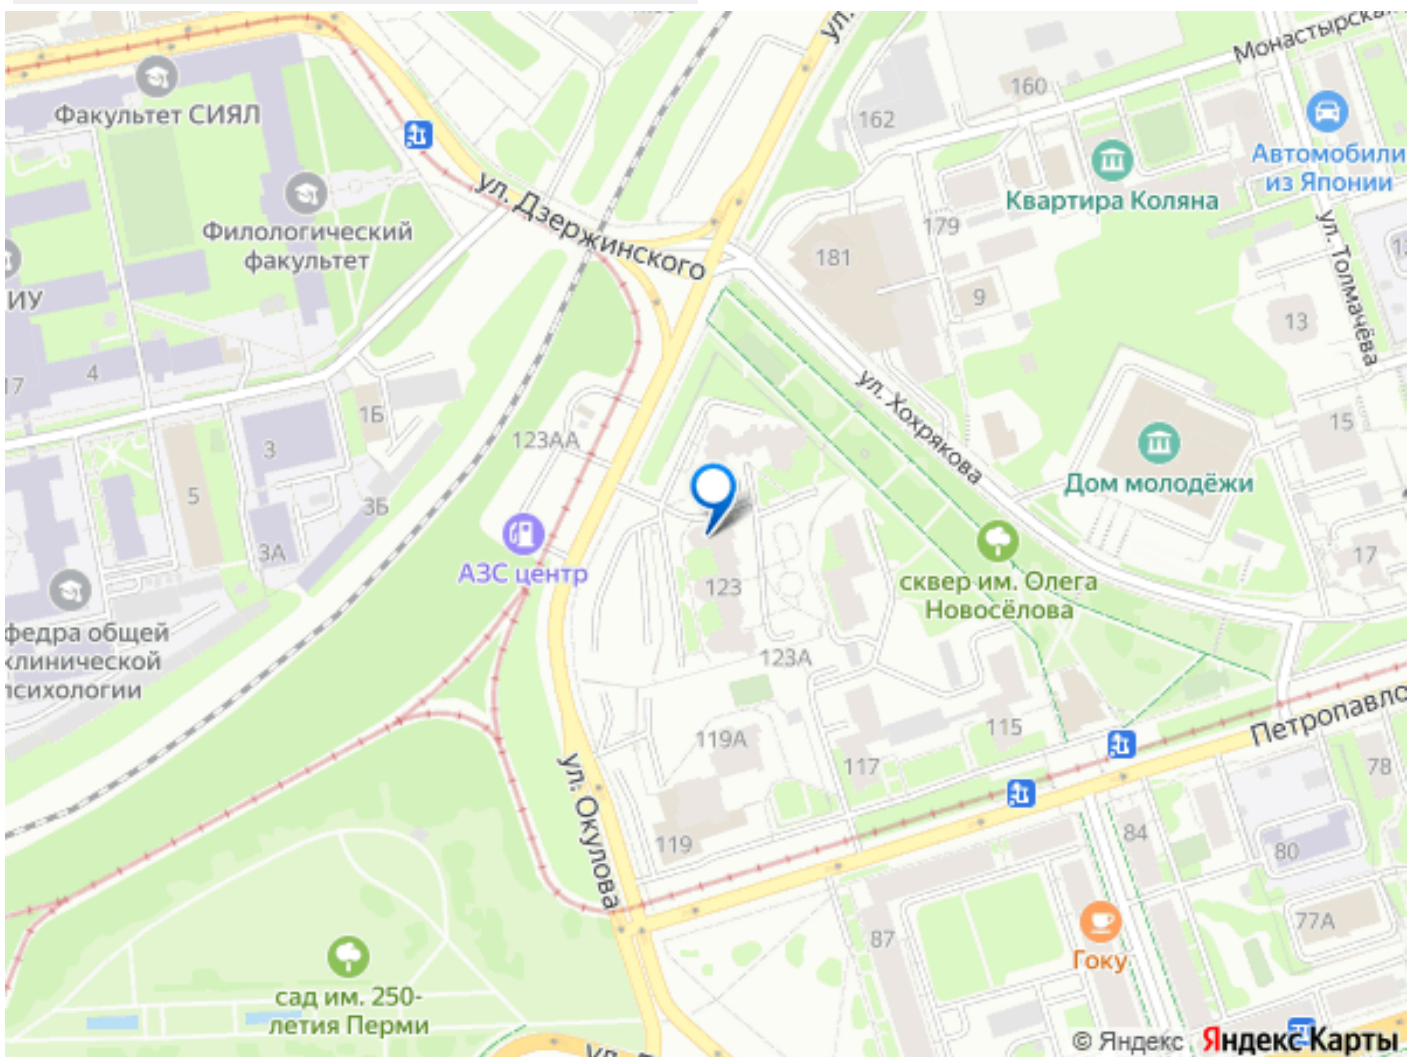 Монастырская
160
162
Факультет СИЯЛ
Автомобили
из Японии
Квартира Коляна
ул. Дзержинского
Филологический
факультет
179
181
ул. Толмачёва
ИУ
9
13
17
4
1Б
ул. Хохрякова
15
123АА
3
Дом молодёжи
5
3Б
3А
АЗС центр
17
сквер им. Олега
Новосёлова
123
123А
федра общей
клинической
психологии
115
Петропавло
119А
117
78
ул. Окулова
119
84
80
77А
87
Гоку
сад им. 250-
летия Перми
© Яндекс Яндекс Карты